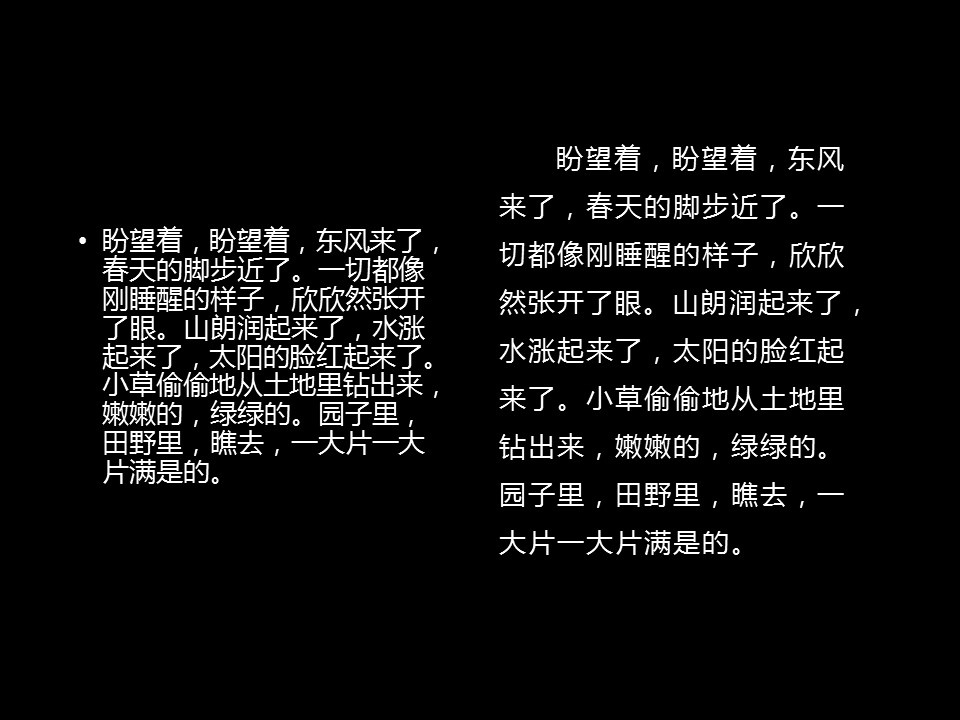 • 盼望着，盼望着，东风来了，
春天的脚步近了。一切都像
刚睡醒的样子，欣欣然张开
了眼。山朗润起来了，水涨
起来了，太阳的脸红起来了。
小草偷偷地从土地里钻出来，
嫩嫩的，绿绿的。园子里，
田野里，瞧去，一大片一大
片满是的。
盼望着，盼望着，东风
来了，春天的脚步近了。一
切都像刚睡醒的样子，欣欣
然张开了眼。山朗润起来了，
水涨起来了，太阳的脸红起
来了。小草偷偷地从土地里
钻出来，嫩嫩的，绿绿的。
园子里，田野里，瞧去，一
大片一大片满是的。